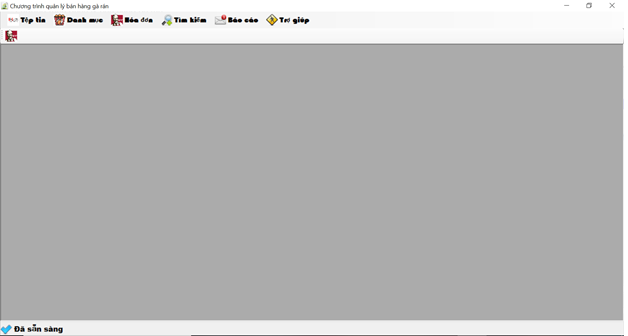 Chương trình quản lý bán hàng gà rán
Tệp tin Danh mục Hóa đơn Tìm kiếm Báo cáo Trợ giúp
Đã sẵn sàng